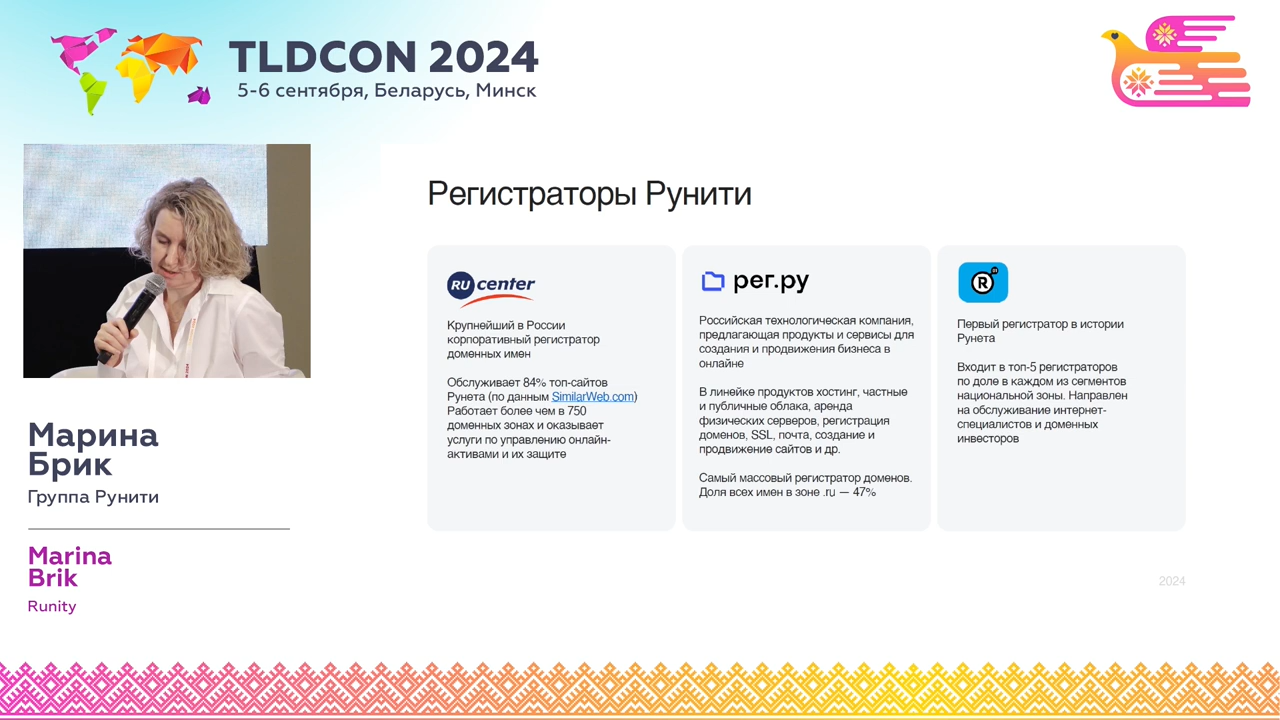 TLDCON 2024
5-6 сентября, Беларусь, Минск
Марина
Брик
Группа Рунити
Marina
Brik
Runity
Регистраторы Рунити
RU center
Крупнейший в России
корпоративный регистратор
доменных имен
Обслуживает 84% топ-сайтов
Рунета (по данным SimilarWeb.com)
Работает более чем в 750
доменных зонах и оказывает
услуги по управлению онлайн-
активами и их защите
рег.ру
Российская технологическая компания,
предлагающая продукты и сервисы для
создания и продвижения бизнеса в
онлайне
В линейке продуктов хостинг, частные
и публичные облака, аренда
физических серверов, регистрация
доменов, SSL, почта, создание и
продвижение сайтов и др.
Самый массовый регистратор доменов.
Доля всех имен в зоне .ru — 47%
R
Первый регистратор в истории
Рунета
Входит в топ-5 регистраторов
по доле в каждом из сегментов
национальной зоны. Направлен
на обслуживание интернет-
специалистов и доменных
инвесторов
2024